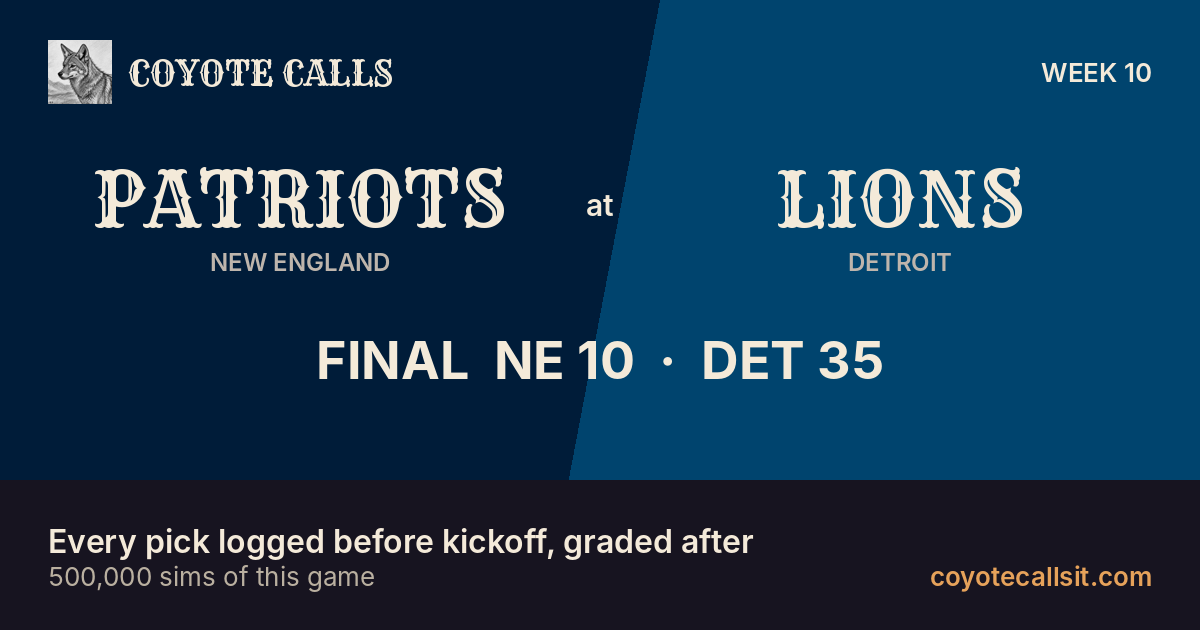 COYOTE CALLS
WEEK 10
PATRIOTS at LIONS
NEW ENGLAND
DETROIT
FINAL NE 10 · DET 35
Every pick logged before kickoff, graded after
500,000 sims of this game
coyotecallsit.com